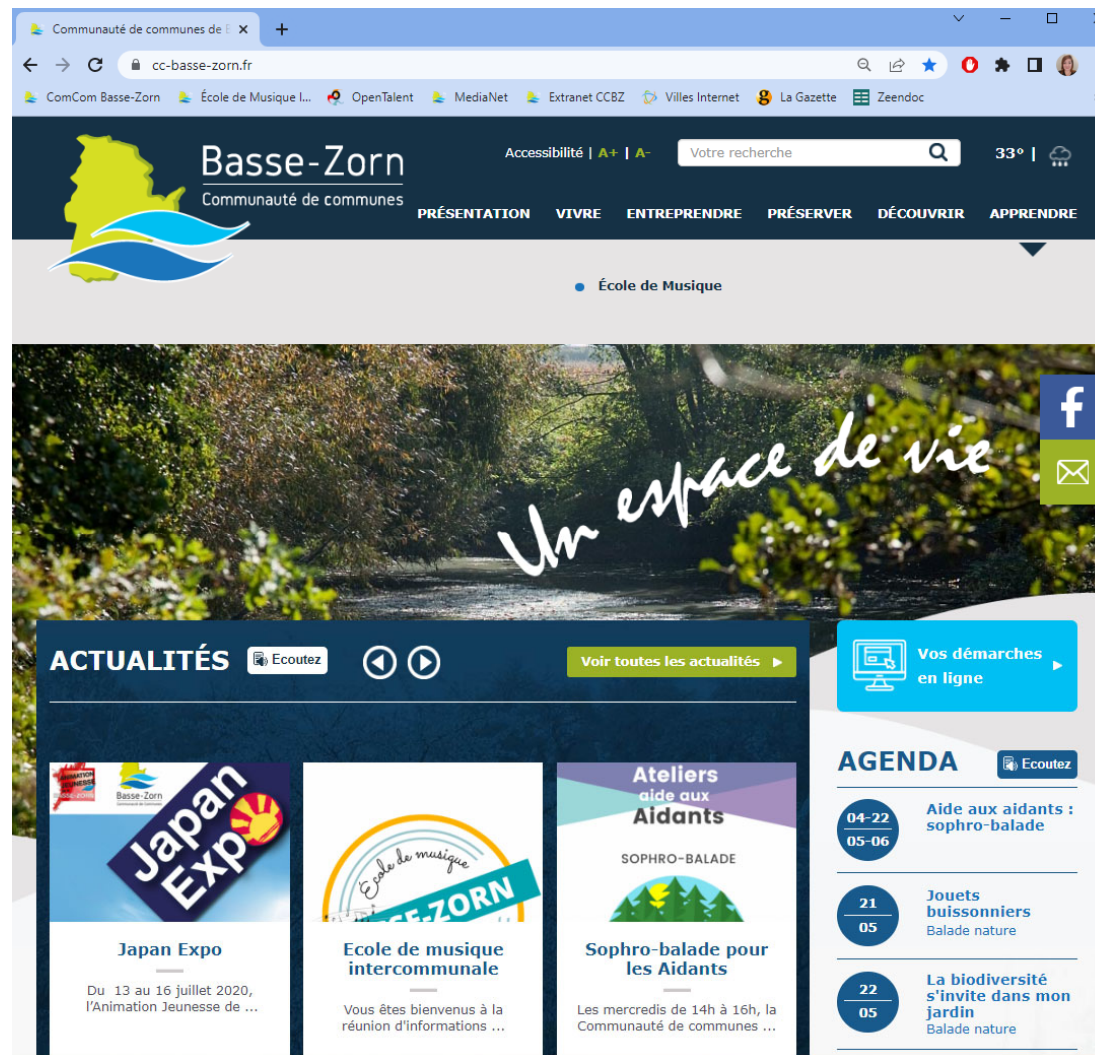 Communauté de communes de B
cc-basse-zorn.fr
ComCom Basse-Zorn
École de Musique I...
OpenTalent
MediaNet
Extranet CCBZ
Villes Internet
La Gazette
Zeendoc
Basse-Zorn
Communauté de communes
Accessibilité | A+ | A-
Votre recherche
33° |
PRÉSENTATION
VIVRE
ENTREPRENDRE
PRÉSERVER
DÉCOUVRIR
APPRENDRE
École de Musique
Un espace de vie
ACTUALITÉS
Ecoutez
Voir toutes les actualités
Vos démarches
en ligne
ANIMATION
JEUNESSE
BASSE-ZORN
Basse-Zorn
Japan
Expo
Japan Expo
Du 13 au 16 juillet 2020,
l'Animation Jeunesse de ...
École de musique
BASSE-ZORN
Ecole de musique
intercommunale
Vous êtes bienvenus à la
réunion d'informations ...
Ateliers
aide aux
Aidants
SOPHRO-BALADE
Sophro-balade pour
les Aidants
Les mercredis de 14h à 16h, la
Communauté de communes ...
AGENDA
Ecoutez
04-22
05-06
Aide aux aidants :
sophro-balade
21
05
Jouets
buissonniers
Balade nature
22
05
La biodiversité
s'invite dans mon
jardin
Balade nature